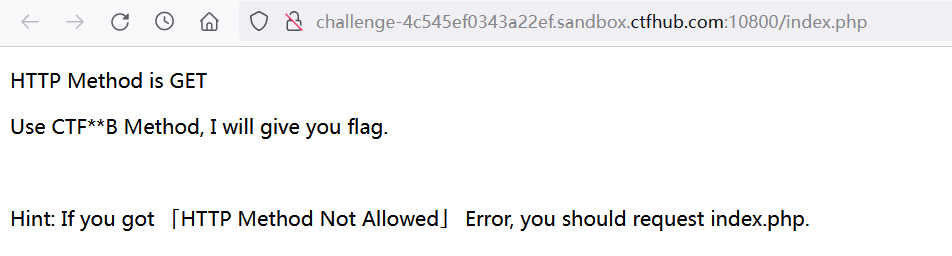 challenge-4c545ef0343a22ef.sandbox.ctfhub.com:10800/index.php
HTTP Method is GET
Use CTF**B Method, I will give you flag.
Hint: If you got 「HTTP Method Not Allowed」 Error, you should request index.php.